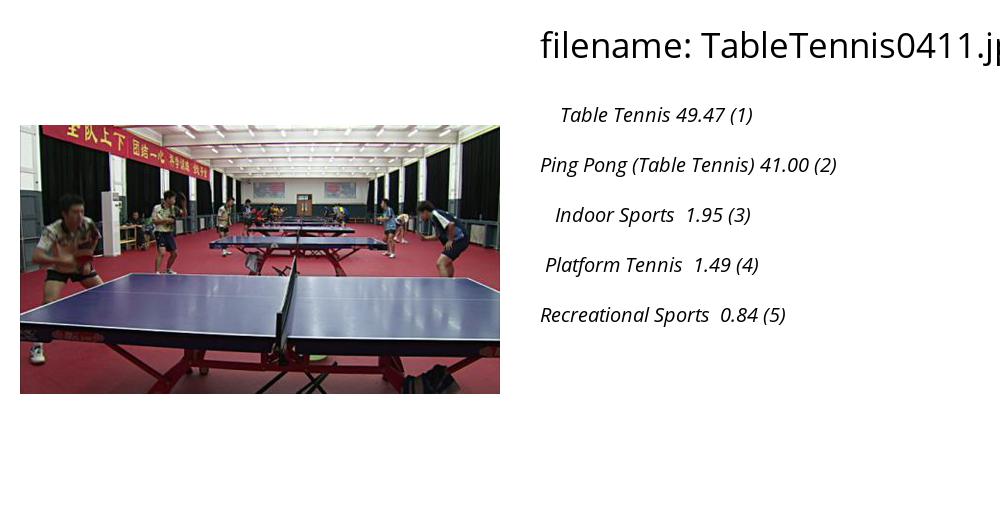 filename: TableTennis0411.jp
Table Tennis 49.47 (1)
Ping Pong (Table Tennis) 41.00 (2)
Indoor Sports 1.95 (3)
Platform Tennis 1.49 (4)
Recreational Sports 0.84 (5)
全队上下 团结一心